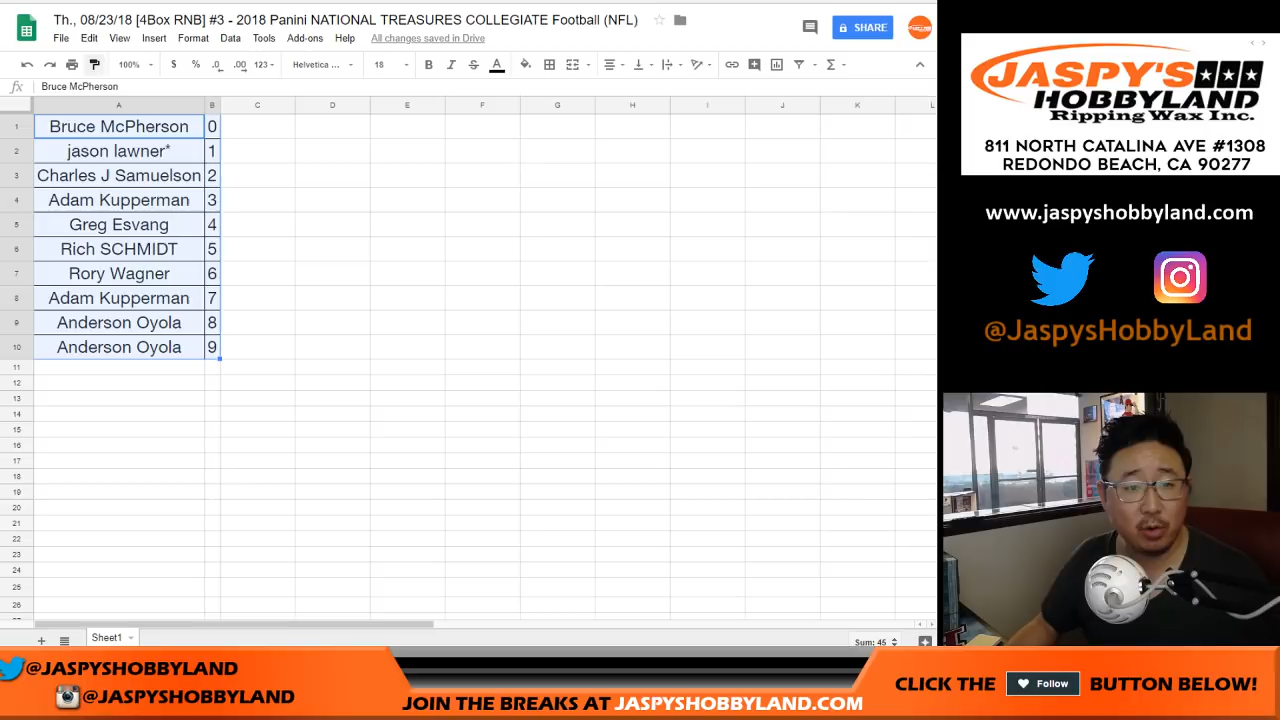 Th., 08/23/18 [4Box RNB] #3 - 2018 Panini NATIONAL TREASURES COLLEGIATE Football (NFL)
SHARE
File Edit View Insert Format Data Tools Add-ons Help All changes saved in Drive
100% $ % .0 .00 123 Helvetica ... 18 B I S A
fx Bruce McPherson
A B C D E F G H I J K L
1 Bruce McPherson 0
2 jason lawner* 1
3 Charles J Samuelson 2
4 Adam Kupperman 3
5 Greg Esvang 4
6 Rich SCHMIDT 5
7 Rory Wagner 6
8 Adam Kupperman 7
9 Anderson Oyola 8
10 Anderson Oyola 9
11
12
13
14
15
16
17
18
19
20
21
22
23
24
25
26
Sheet1
Sum: 45
JASPY'S
HOBBYLAND
Ripping Wax Inc.
811 NORTH CATALINA AVE #1308
REDONDO BEACH, CA 90277
www.jaspyshobbyland.com
@JaspysHobbyLand
@JASPYSHOBBYLAND
@JASPYSHOBBYLAND
JOIN THE BREAKS AT JASPYSHOBBYLAND.COM
CLICK THE Follow BUTTON BELOW!